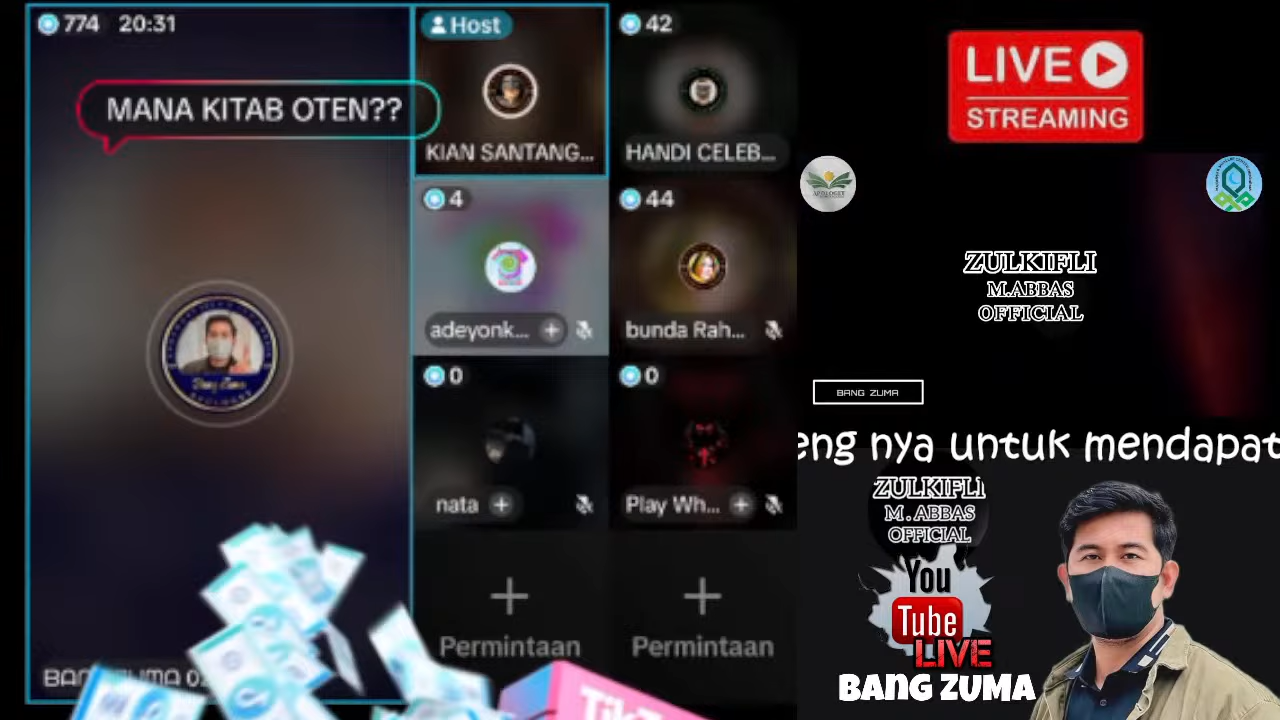 774 20:31
MANA KITAB OTEN??
Host
KIAN SANTANG...
42
HANDI CELEB...
4
adeyonk...
44
bunda Rah...
0
nata
0
Play Wh...
Permintaan
Permintaan
LIVE
STREAMING
ZULKIFLI
M.ABBAS
OFFICIAL
BANG ZUMA
eng nya untuk mendapat
ZULKIFLI
M.ABBAS
OFFICIAL
You
Tube
LIVE
BANG ZUMA